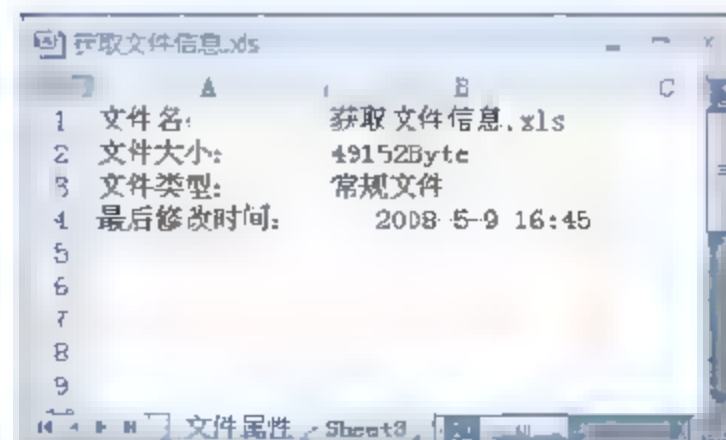 获取文件信息.xls
A B C
1 文件名: 获取文件信息.xls
2 文件大小: 49152Byte
3 文件类型: 常规文件
4 最后修改时间: 2008-5-9 16:45
5
6
7
8
9
文件属性 Sheet3